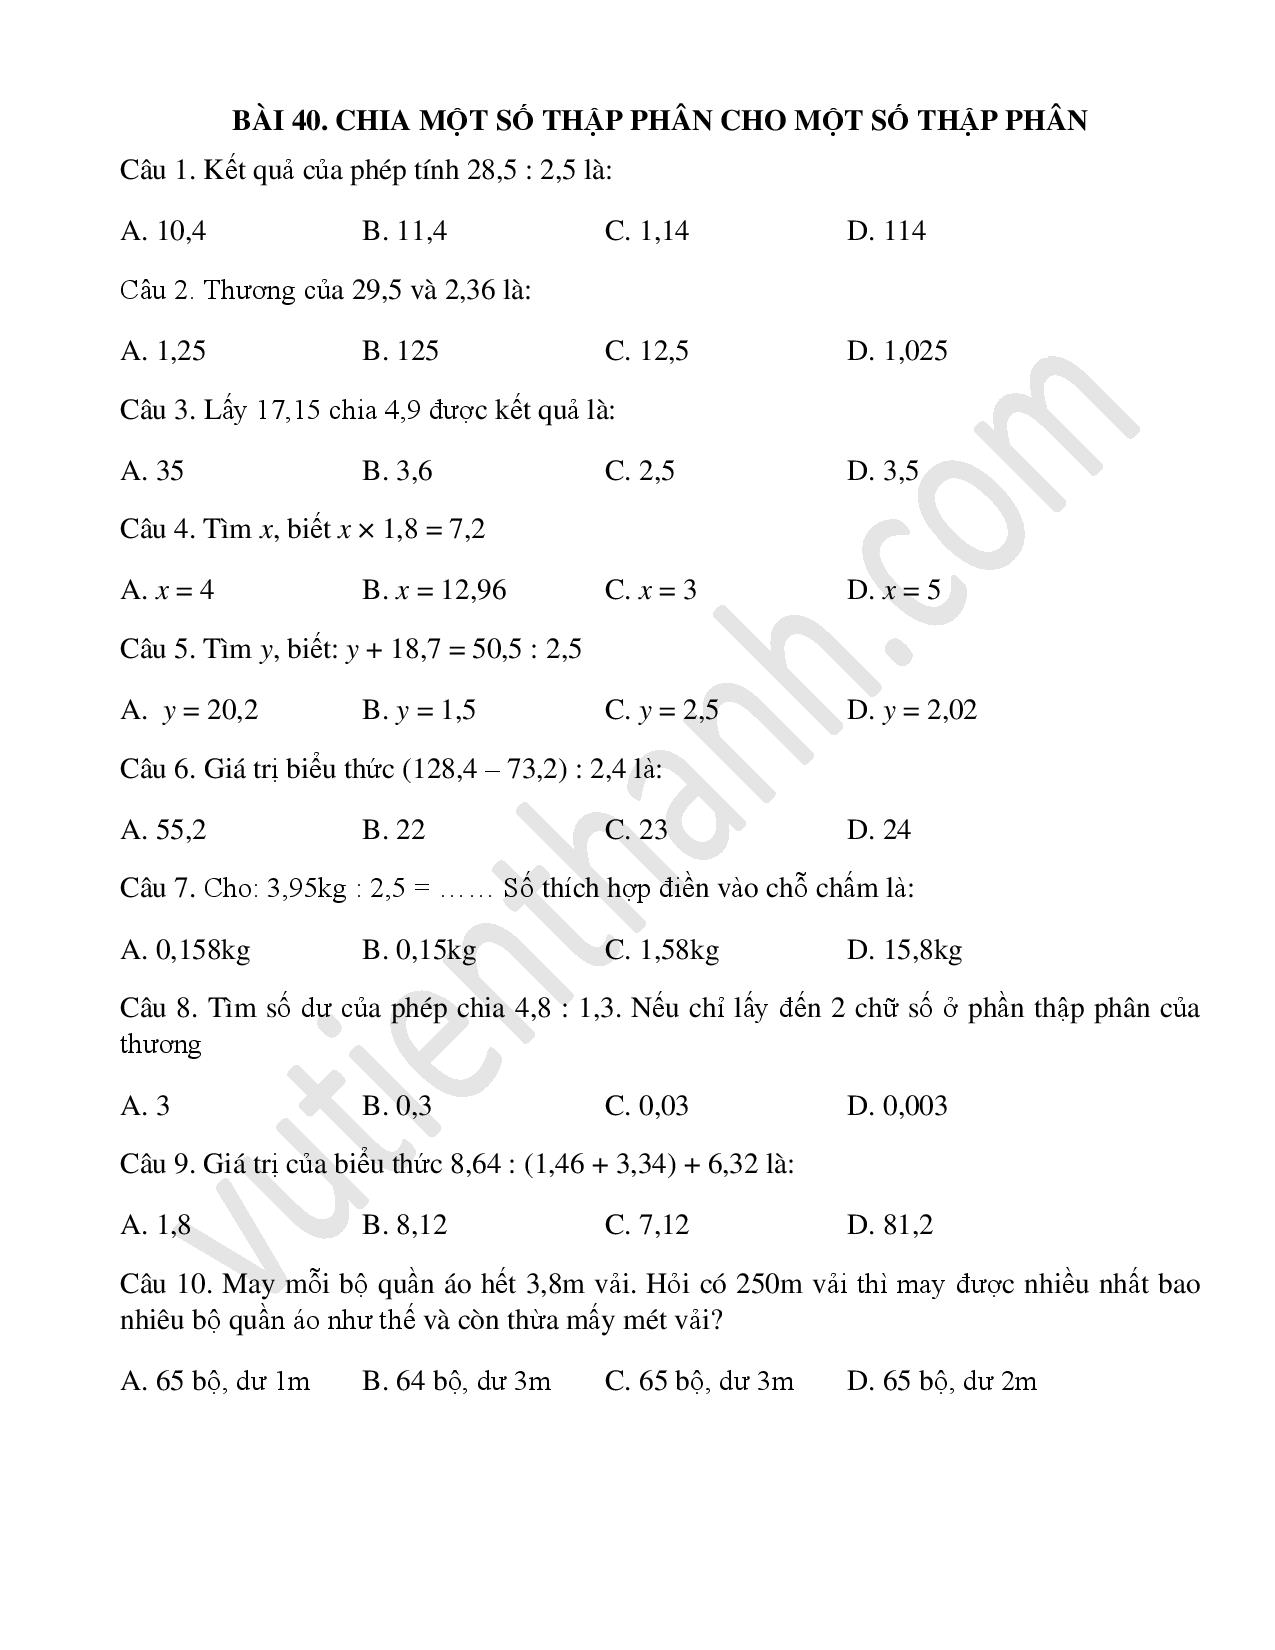 BÀI 40. CHIA MỘT SỐ THẬP PHÂN CHO MỘT SỐ THẬP PHÂN
Câu 1. Kết quả của phép tính 28,5 : 2,5 là:
A. 10,4 B. 11,4 C. 1,14 D. 114
Câu 2. Thương của 29,5 và 2,36 là:
A. 1,25 B. 125 C. 12,5 D. 1,025
Câu 3. Lấy 17,15 chia 4,9 được kết quả là:
A. 35 B. 3,6 C. 2,5 D. 3,5
Câu 4. Tìm x, biết x × 1,8 = 7,2
A. x = 4 B. x = 12,96 C. x = 3 D. x = 5
Câu 5. Tìm y, biết: y + 18,7 = 50,5 : 2,5
A. y = 20,2 B. y = 1,5 C. y = 2,5 D. y = 2,02
Câu 6. Giá trị biểu thức (128,4 – 73,2) : 2,4 là:
A. 55,2 B. 22 C. 23 D. 24
Câu 7. Cho: 3,95kg : 2,5 = …… Số thích hợp điền vào chỗ chấm là:
A. 0,158kg B. 0,15kg C. 1,58kg D. 15,8kg
Câu 8. Tìm số dư của phép chia 4,8 : 1,3. Nếu chỉ lấy đến 2 chữ số ở phần thập phân của
thương
A. 3 B. 0,3 C. 0,03 D. 0,003
Câu 9. Giá trị của biểu thức 8,64 : (1,46 + 3,34) + 6,32 là:
A. 1,8 B. 8,12 C. 7,12 D. 81,2
Câu 10. May mỗi bộ quần áo hết 3,8m vải. Hỏi có 250m vải thì may được nhiều nhất bao
nhiêu bộ quần áo như thế và còn thừa mấy mét vải?
A. 65 bộ, dư 1m B. 64 bộ, dư 3m C. 65 bộ, dư 3m D. 65 bộ, dư 2m
vutienthanh.com